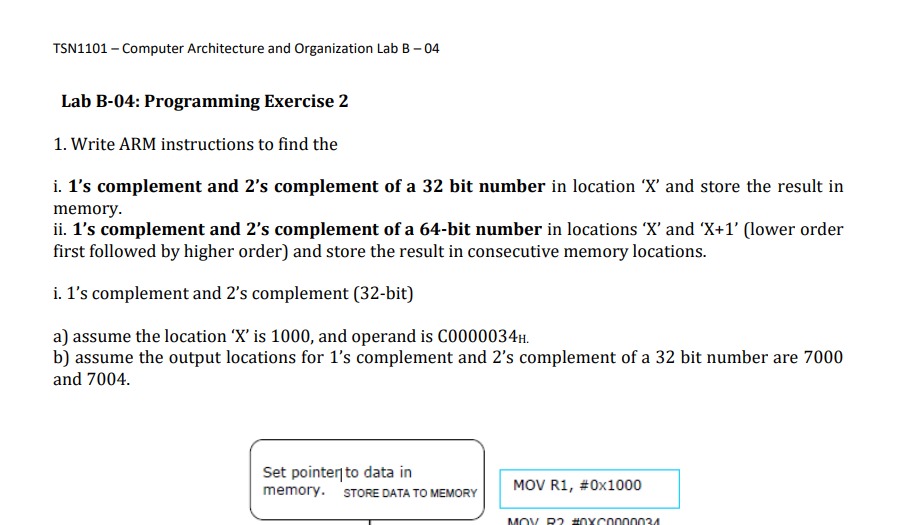 TSN1101 – Computer Architecture and Organization Lab B – 04
Lab B-04: Programming Exercise 2
1. Write ARM instructions to find the
i. 1’s complement and 2’s complement of a 32 bit number in location ‘X’ and store the result in
memory.
ii. 1’s complement and 2’s complement of a 64-bit number in locations ‘X’ and ‘X+1’ (lower order
first followed by higher order) and store the result in consecutive memory locations.
i. 1’s complement and 2’s complement (32-bit)
a) assume the location ‘X’ is 1000, and operand is C0000034H.
b) assume the output locations for 1’s complement and 2’s complement of a 32 bit number are 7000
and 7004.
Set pointer to data in
memory. STORE DATA TO MEMORY
MOV R1, #0x1000
MOV R2 #0XC0000034